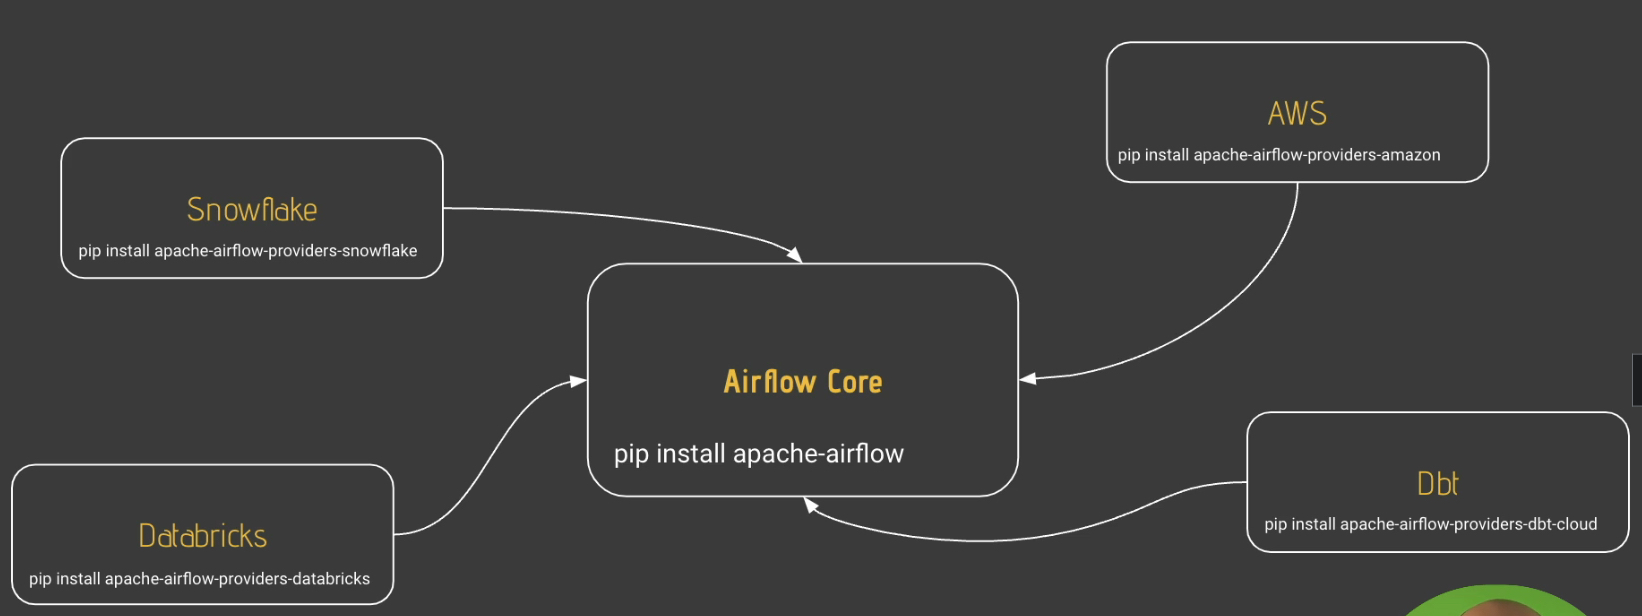 AWS
pip install apache-airflow-providers-amazon
Snowflake
pip install apache-airflow-providers-snowflake
Airflow Core
pip install apache-airflow
Dbt
pip install apache-airflow-providers-dbt-cloud
Databricks
pip install apache-airflow-providers-databricks